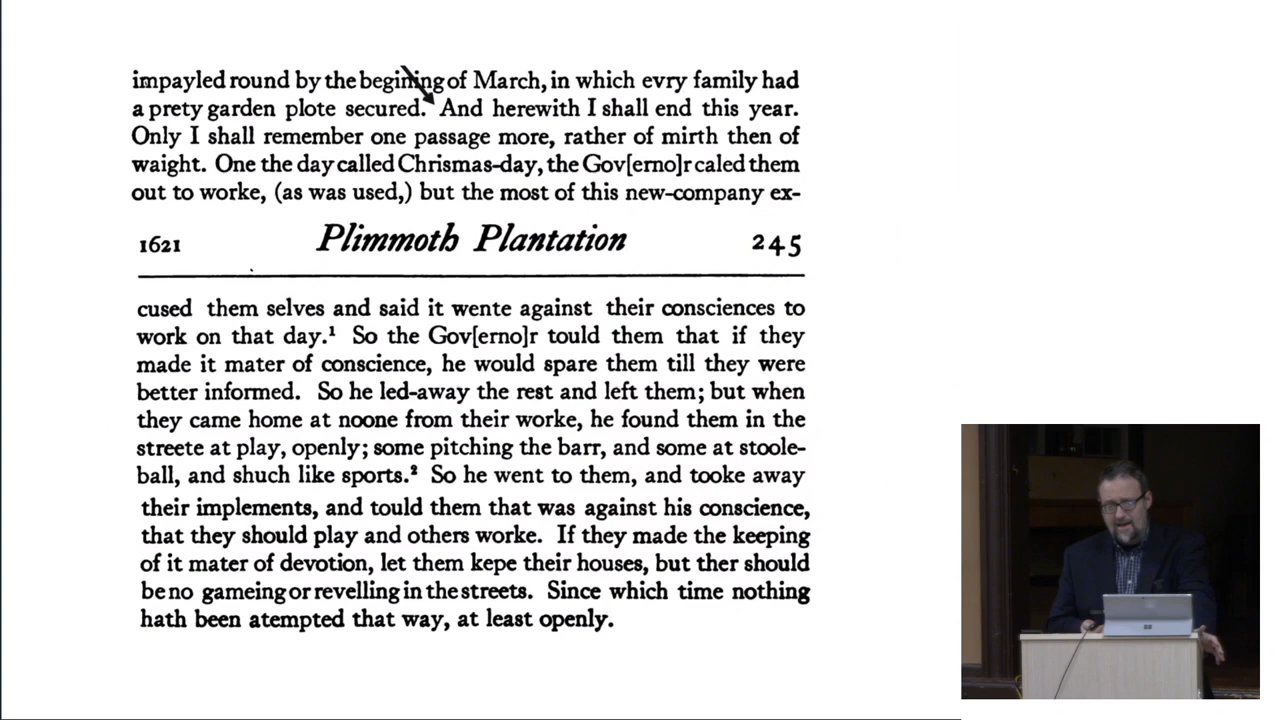 impayled round by the begining of March, in which evry family had
a prety garden plote secured. And herewith I shall end this year.
Only I shall remember one passage more, rather of mirth then of
waight. One the day called Chrismas-day, the Gov[erno]r caled them
out to worke, (as was used,) but the most of this new-company ex-
1621 Plimmoth Plantation 245
cused them selves and said it wente against their consciences to
work on that day.¹ So the Gov[erno]r tould them that if they
made it mater of conscience, he would spare them till they were
better informed. So he led-away the rest and left them; but when
they came home at noone from their worke, he found them in the
streete at play, openly; some pitching the barr, and some at stoole-
ball, and shuch like sports.² So he went to them, and tooke away
their implements, and tould them that was against his conscience,
that they should play and others worke. If they made the keeping
of it mater of devotion, let them kepe their houses, but ther should
be no gameing or revelling in the streets. Since which time nothing
hath been atempted that way, at least openly.